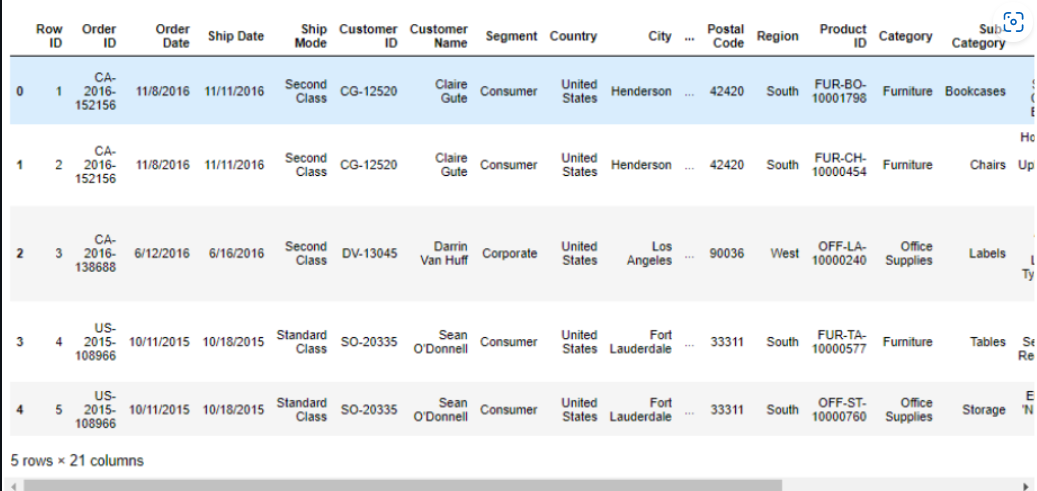 Row ID Order ID Order Date Ship Date Ship Mode Customer ID Customer Name Segment Country City ... Postal Code Region Product ID Category Sub-Category
0 1 CA-2016-152156 11/8/2016 11/11/2016 Second Class CG-12520 Claire Gute Consumer United States Henderson ... 42420 South FUR-BO-10001798 Furniture Bookcases
1 2 CA-2016-152156 11/8/2016 11/11/2016 Second Class CG-12520 Claire Gute Consumer United States Henderson ... 42420 South FUR-CH-10000454 Furniture Chairs
2 3 CA-2016-138688 6/12/2016 6/16/2016 Second Class DV-13045 Darrin Van Huff Corporate United States Los Angeles ... 90036 West OFF-LA-10000240 Office Supplies Labels
3 4 US-2015-108966 10/11/2015 10/18/2015 Standard Class SO-20335 Sean O'Donnell Consumer United States Fort Lauderdale ... 33311 South FUR-TA-10000577 Furniture Tables
4 5 US-2015-108966 10/11/2015 10/18/2015 Standard Class SO-20335 Sean O'Donnell Consumer United States Fort Lauderdale ... 33311 South OFF-ST-10000760 Office Supplies Storage
5 rows × 21 columns